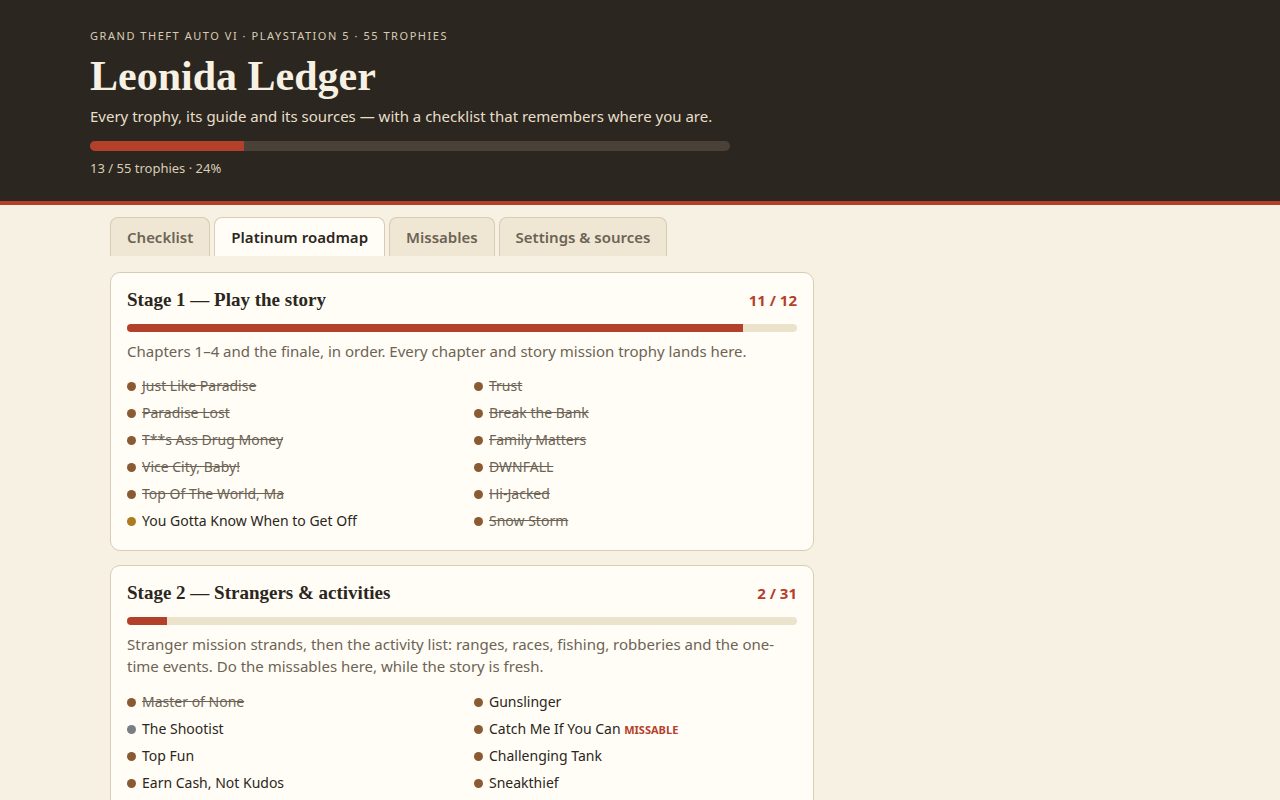 GRAND THEFT AUTO VI · PLAYSTATION 5 · 55 TROPHIES
Leonida Ledger
Every trophy, its guide and its sources — with a checklist that remembers where you are.
13 / 55 trophies · 24%
Checklist
Platinum roadmap
Missables
Settings & sources
Stage 1 — Play the story
11 / 12
Chapters 1–4 and the finale, in order. Every chapter and story mission trophy lands here.
Just Like Paradise
Trust
Paradise Lost
Break the Bank
T**s Ass Drug Money
Family Matters
Vice City, Baby!
DWNFALL
Top Of The World, Ma
Hi-Jacked
You Gotta Know When to Get Off
Snow Storm
Stage 2 — Strangers & activities
2 / 31
Stranger mission strands, then the activity list: ranges, races, fishing, robberies and the one-
time events. Do the missables here, while the story is fresh.
Master of None
Gunslinger
The Shootist
Catch Me If You Can MISSABLE
Top Fun
Challenging Tank
Earn Cash, Not Kudos
Sneakthief